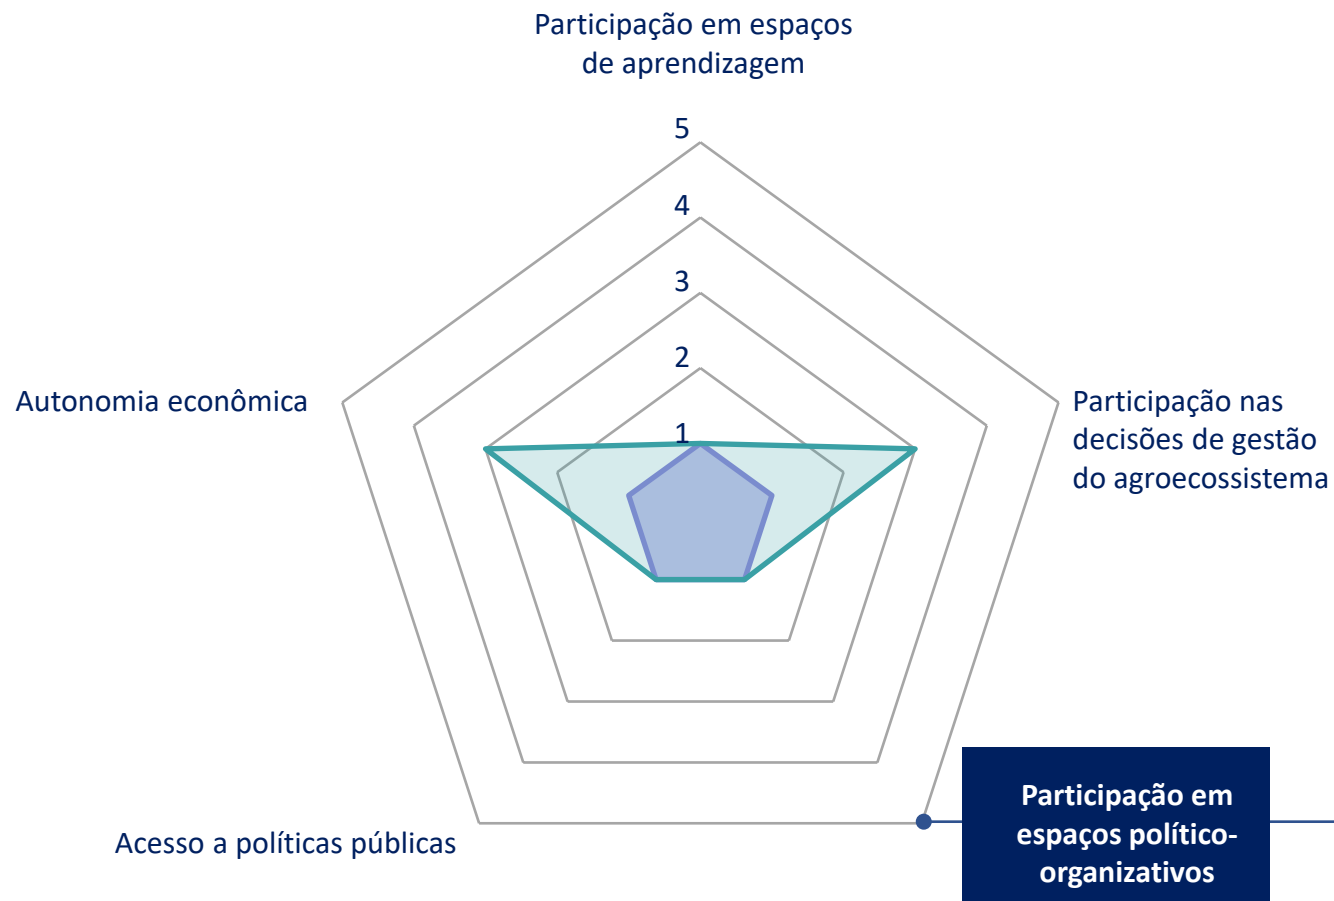 Participação em espaços
de aprendizagem
5
4
3
2
1
Autonomia econômica
Participação nas
decisões de gestão
do agroecossistema
Acesso a políticas públicas
Participação em
espaços político-
organizativos